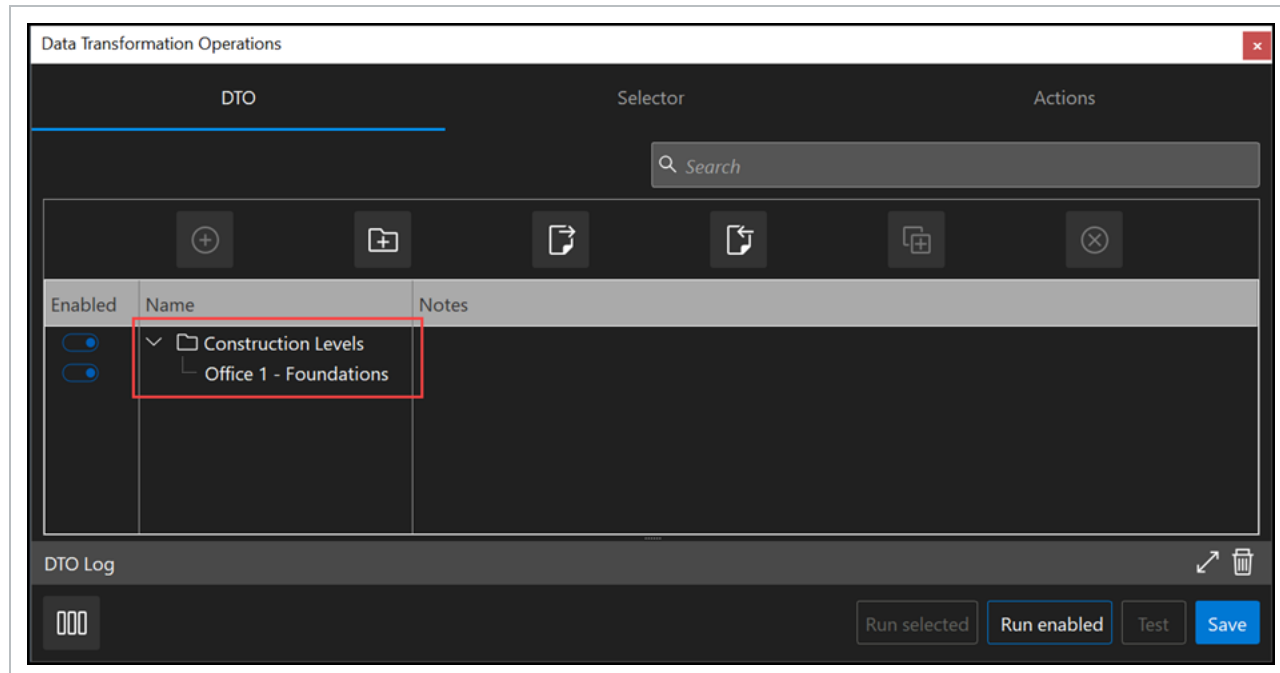 Data Transformation Operations
DTO Selector Actions
Search
Enabled Name Notes
Construction Levels
Office 1 - Foundations
DTO Log
Run selected Run enabled Test Save